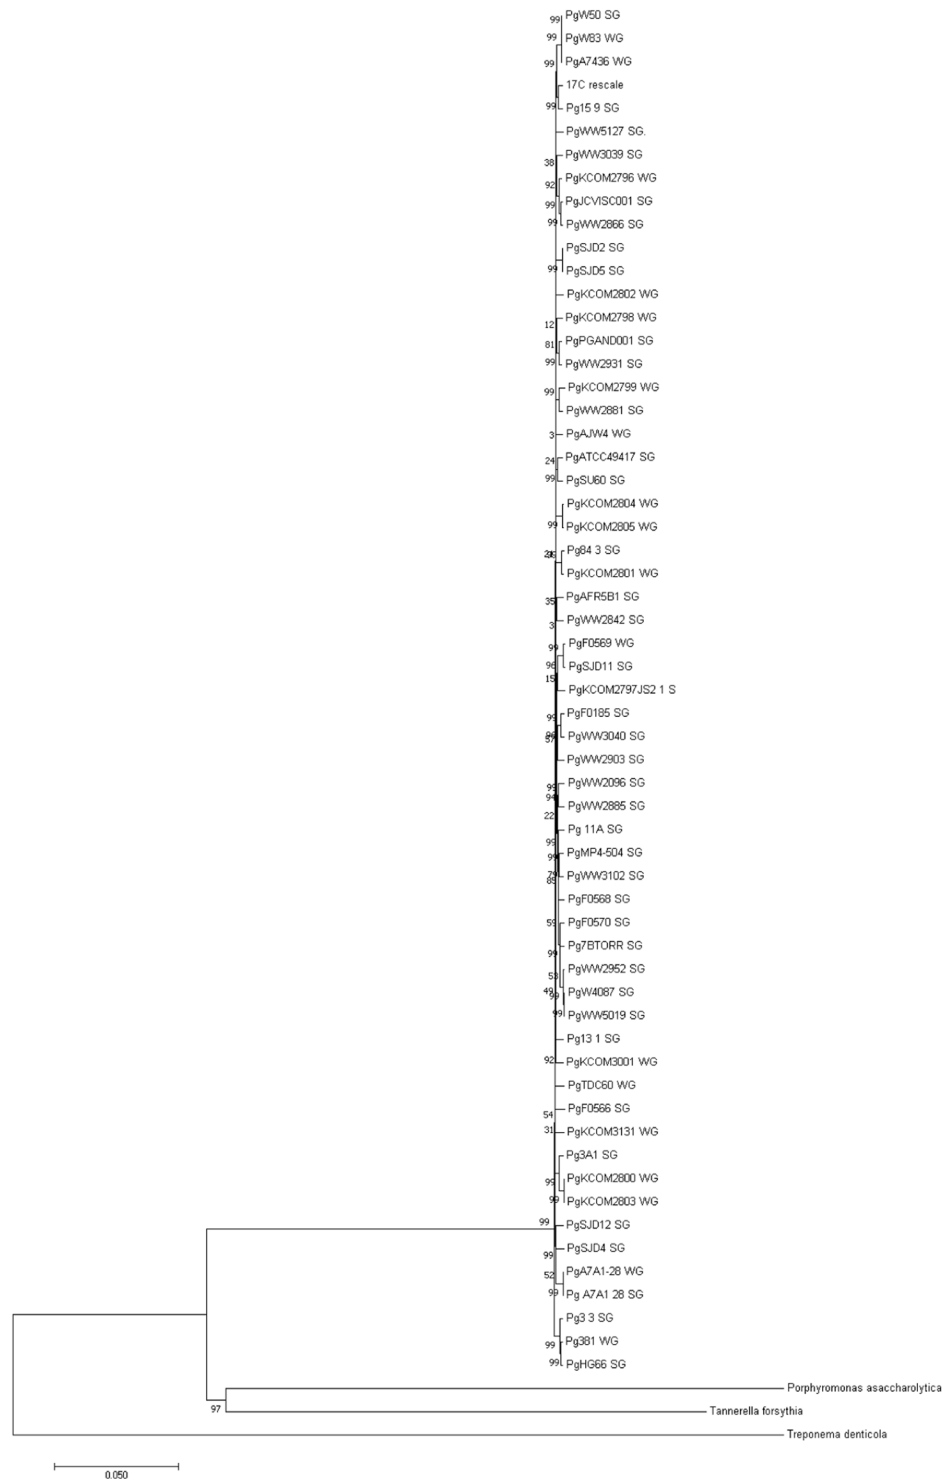 99 PgW50 SG
99 PgW83 WG
99 PgA7436 WG
17C rescale
99 Pg15 9 SG
PgWW5127 SG.
38 PgWW3039 SG
92 PgKCOM2796 WG
99 PgJCVISC001 SG
99 PgWW2866 SG
PgSJD2 SG
99 PgSJD5 SG
PgKCOM2802 WG
12 PgKCOM2798 WG
81 PgPGAND001 SG
99 PgWW2931 SG
99 PgKCOM2799 WG
PgWW2881 SG
3 PgAJW4 WG
24 PgATCC49417 SG
99 PgSU60 SG
PgKCOM2804 WG
99 PgKCOM2805 WG
Pg84 3 SG
PgKCOM2801 WG
35 PgAFR5B1 SG
3 PgWW2842 SG
99 PgF0569 WG
96 PgSJD11 SG
15 PgKCOM2797JS2 1 S
99 PgF0185 SG
PgWW3040 SG
PgWW2903 SG
99 PgWW2096 SG
94 PgWW2885 SG
22 Pg 11A SG
99 PgMP4-504 SG
99 PgWW3102 SG
PgF0568 SG
59 PgF0570 SG
99 Pg7BTORR SG
53 PgWW2952 SG
49 99 PgW4087 SG
99 PgWW5019 SG
Pg13 1 SG
92 PgKCOM3001 WG
PgTDC60 WG
54 PgF0566 SG
31 PgKCOM3131 WG
Pg3A1 SG
99 PgKCOM2800 WG
99 PgKCOM2803 WG
99 PgSJD12 SG
99 PgSJD4 SG
52 PgA7A1-28 WG
99 Pg A7A1 28 SG
Pg3 3 SG
99 Pg381 WG
99 PgHG66 SG
Porphyromonas asaccharolytica
97 Tannerella forsythia
Treponema denticola
0.050